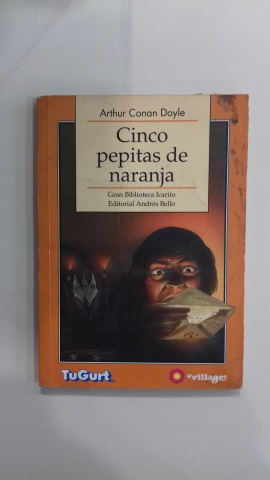 Arthur Conan Doyle
Cinco
pepitas de
naranja
Gran Biblioteca Icarito
Editorial Andrés Bello
TuGurt
village